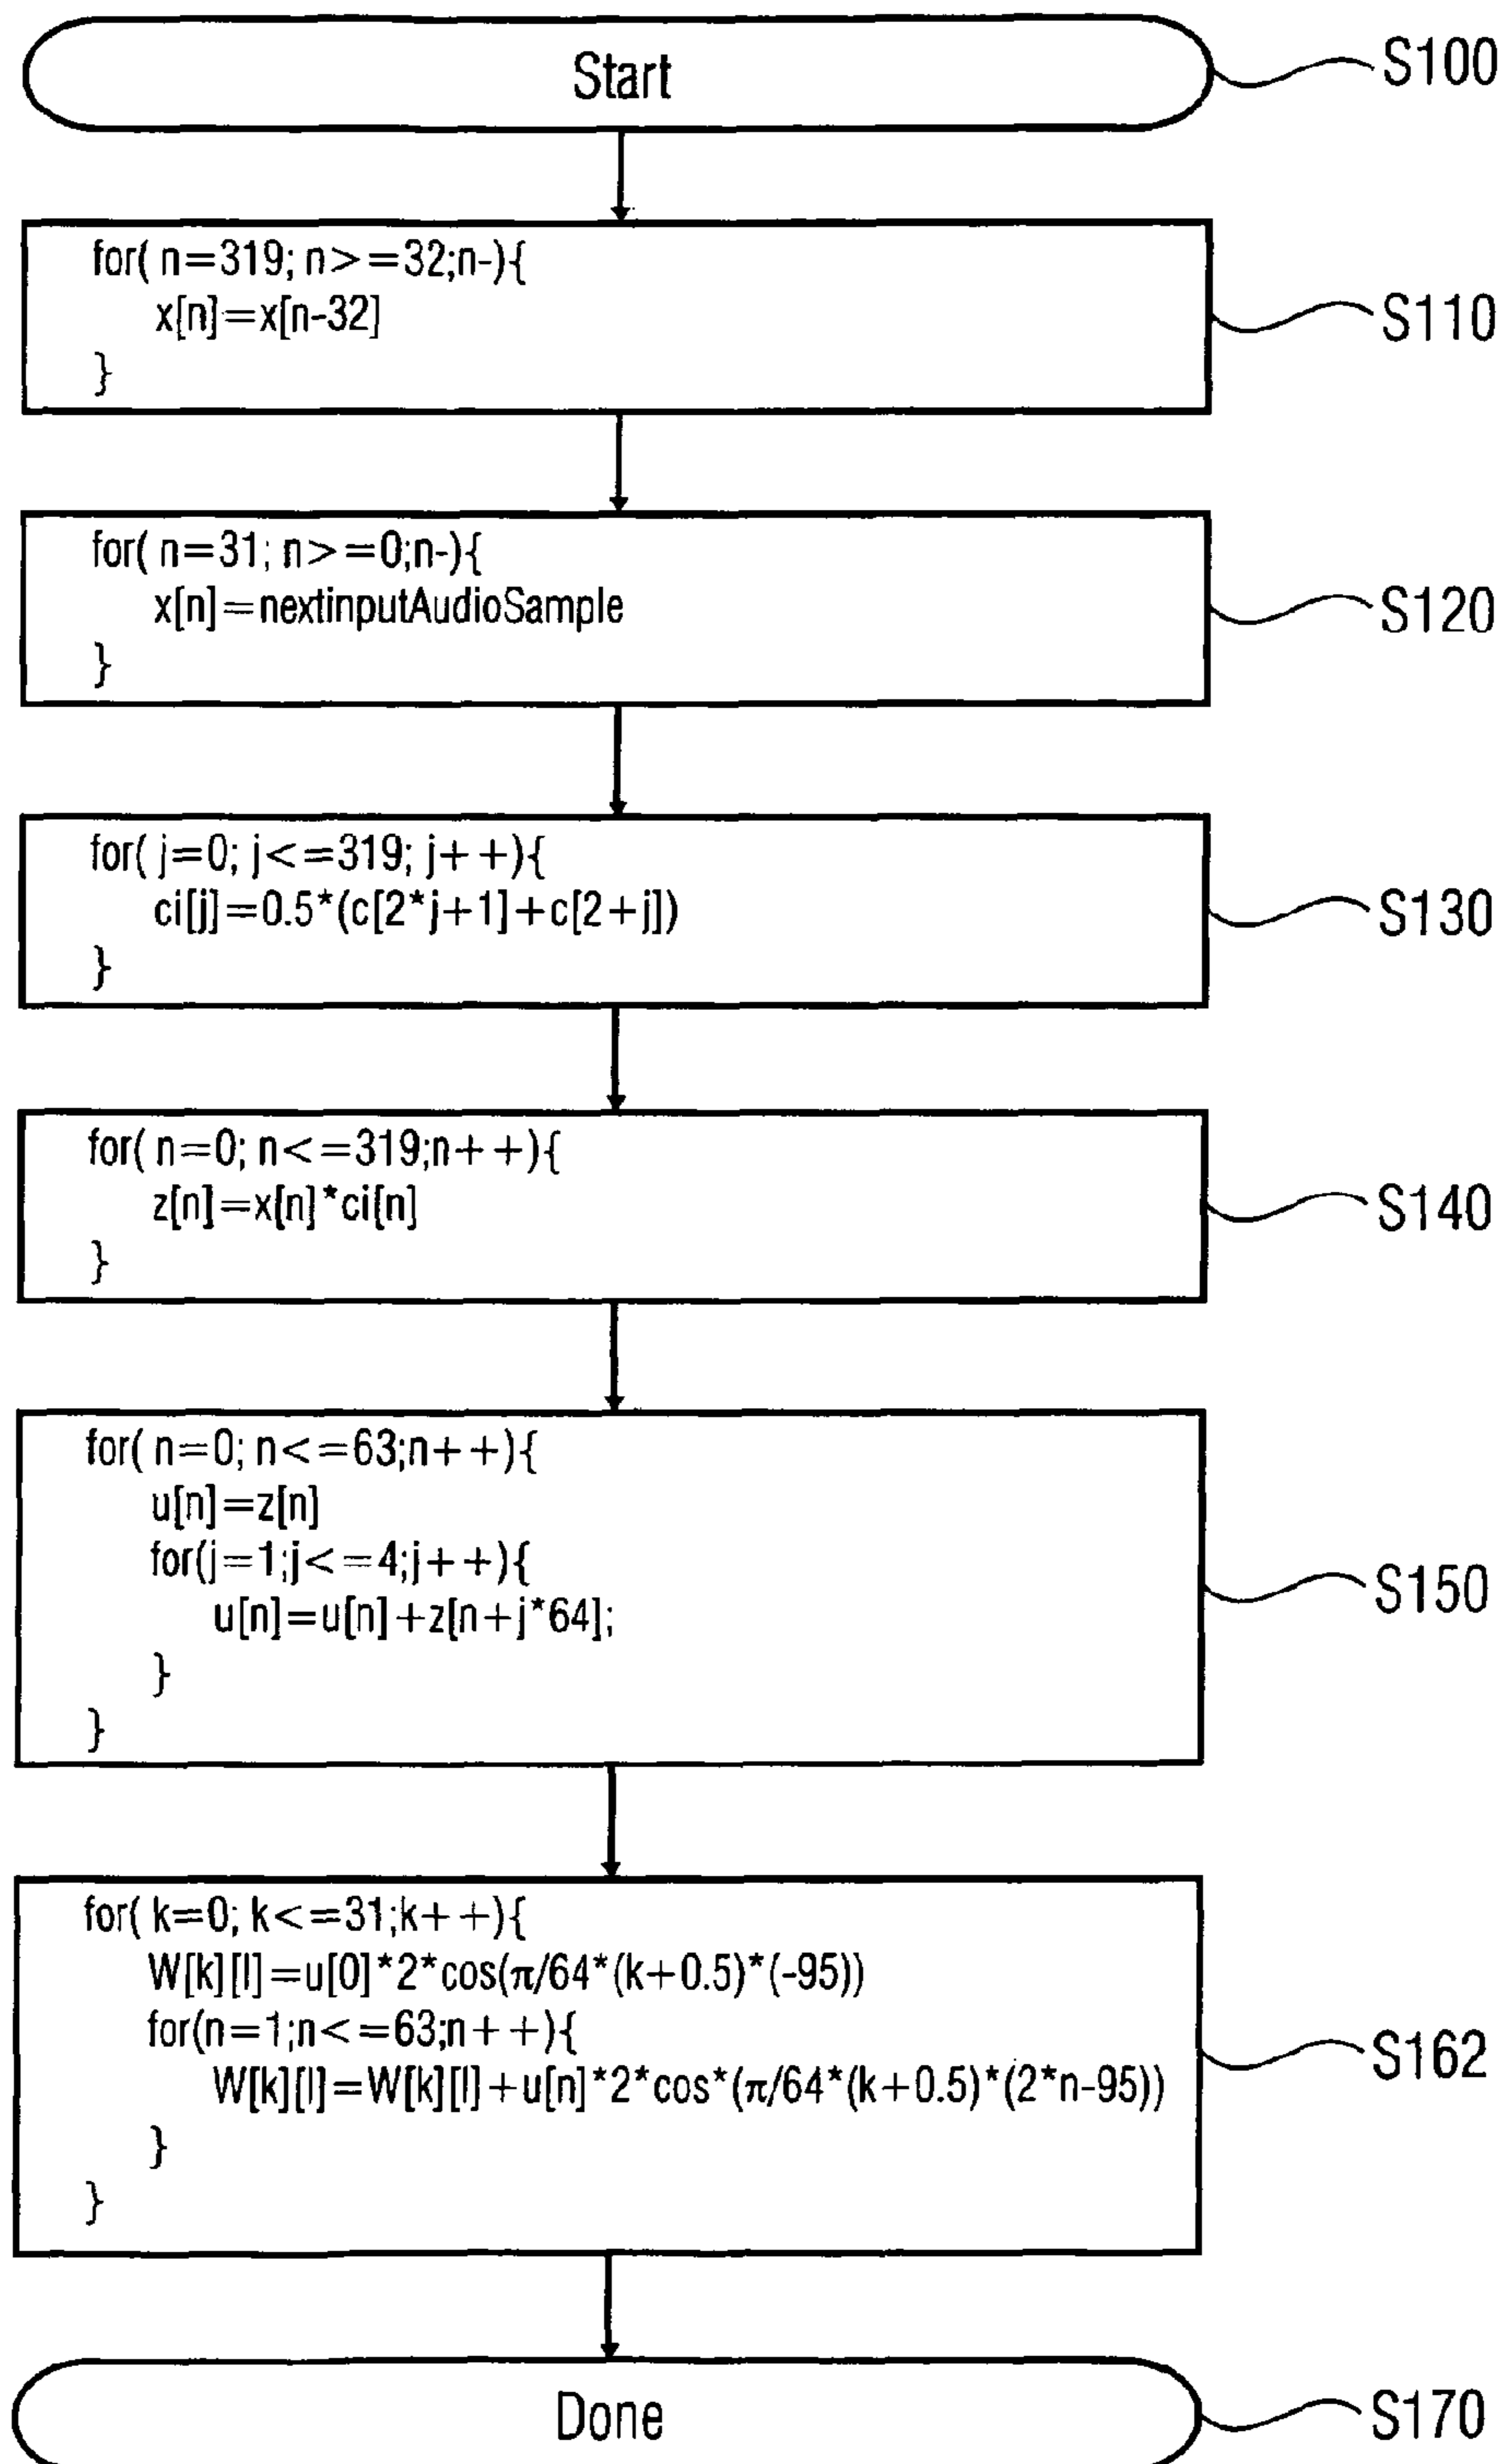 Start
S100
for( n=319; n>=32;n-){
x[n]=x[n-32]
}
S110
for( n=31; n>=0;n-){
x[n]=nextinputAudioSample
}
S120
for( j=0; j<=319; j++){
ci[j]=0.5*(c[2*j+1]+c[2+j])
}
S130
for( n=0; n<=319;n++){
z[n]=x[n]*ci[n]
}
S140
for( n=0; n<=63;n++){
u[n]=z[n]
for(j=1;j<=4;j++){
u[n]=u[n]+z[n+j*64];
}
}
S150
for( k=0; k<=31;k++){
W[k][l]=u[0]*2*cos(π/64*(k+0.5)*(-95))
for(n=1;n<=63;n++){
W[k][l]=W[k][l]+u[n]*2*cos*(π/64*(k+0.5)*(2*n-95))
}
}
S162
Done
S170